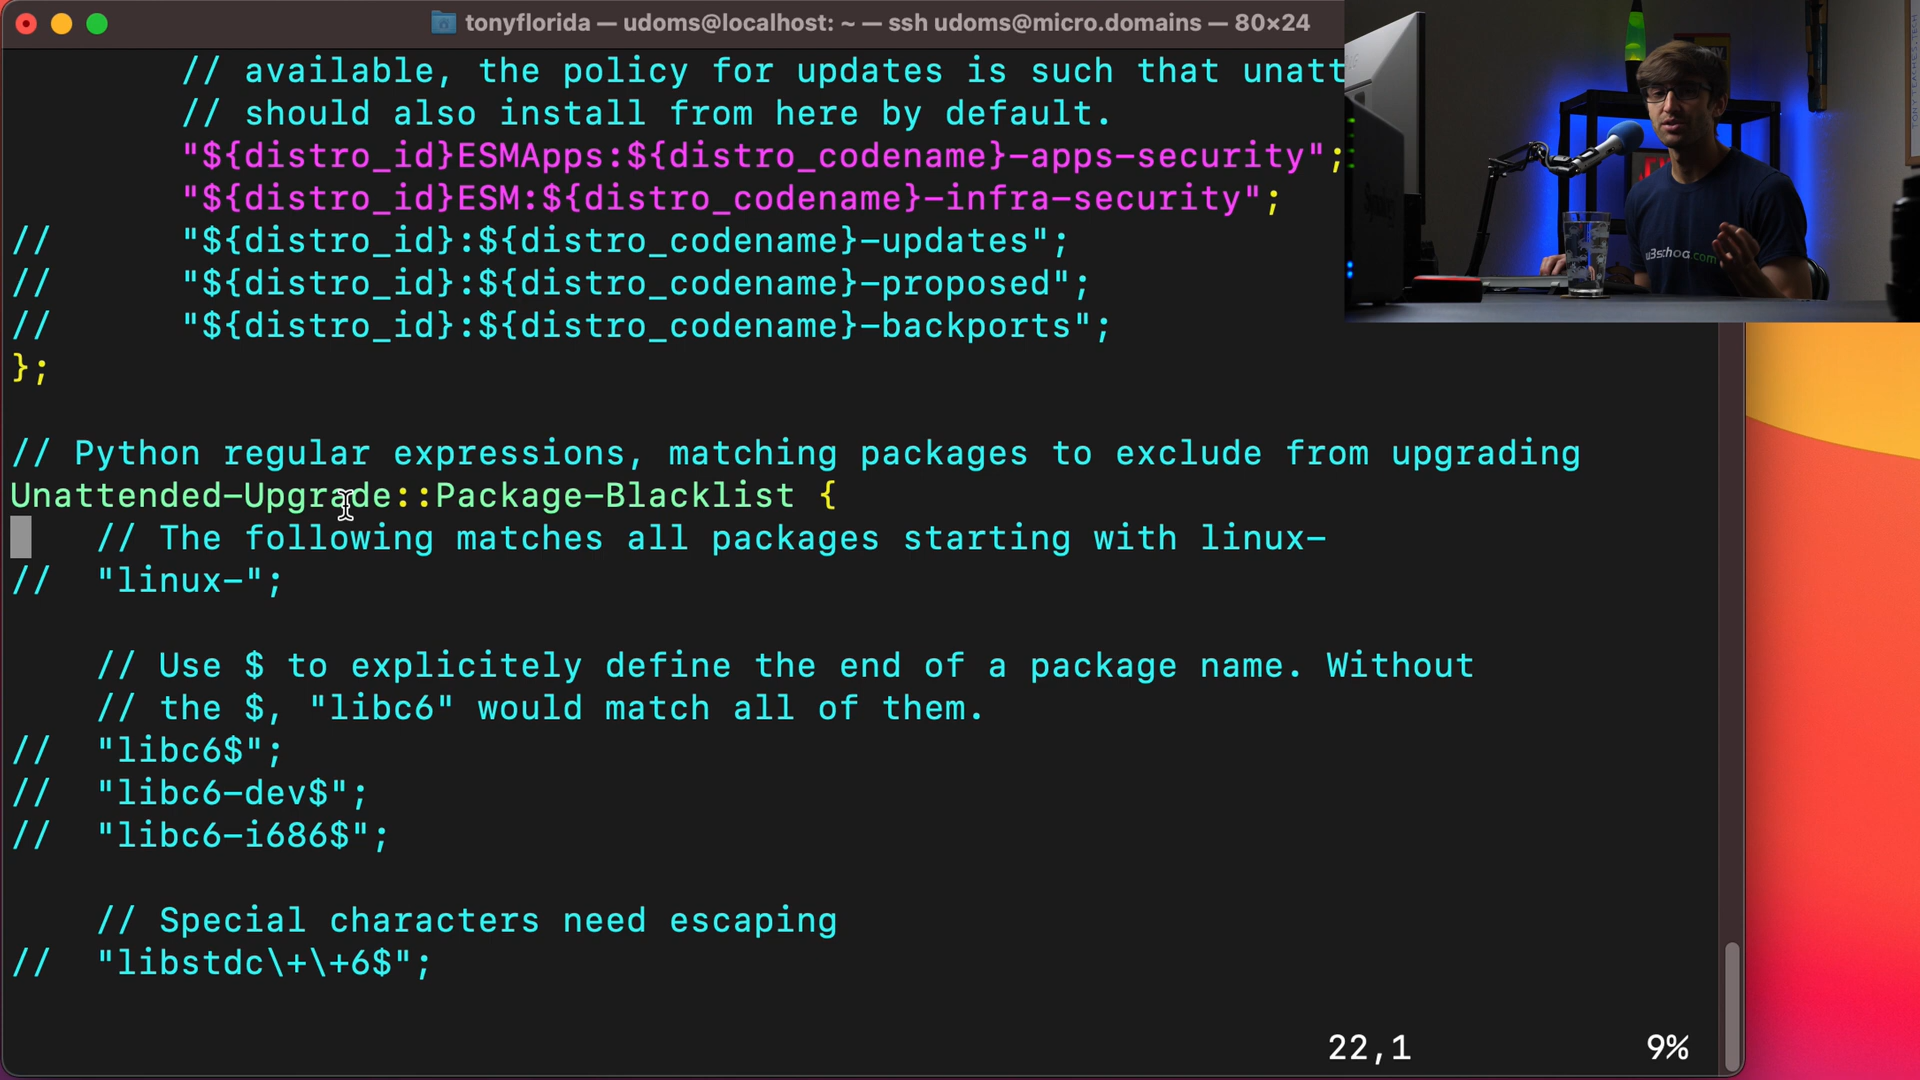 tonyflorida — udoms@localhost: ~ — ssh udoms@micro.domains — 80×24
// available, the policy for updates is such that unatt
// should also install from here by default.
"${distro_id}ESMApps:${distro_codename}-apps-security";
"${distro_id}ESM:${distro_codename}-infra-security";
// "${distro_id}:${distro_codename}-updates";
// "${distro_id}:${distro_codename}-proposed";
// "${distro_id}:${distro_codename}-backports";
};
// Python regular expressions, matching packages to exclude from upgrading
Unattended-Upgrade::Package-Blacklist {
// The following matches all packages starting with linux-
// "linux-";
// Use $ to explicitely define the end of a package name. Without
// the $, "libc6" would match all of them.
// "libc6$";
// "libc6-dev$";
// "libc6-i686$";
// Special characters need escaping
// "libstdc\+\+6$";
22,1 9%